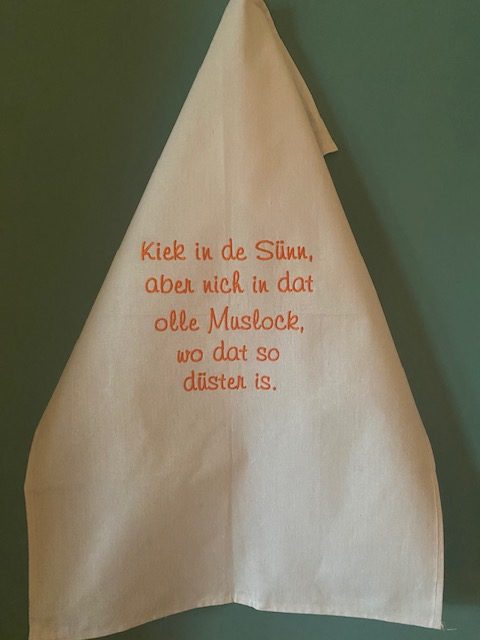 Kiek in de Sünn,
aber nich in dat
olle Muslock,
wo dat so
düster is.